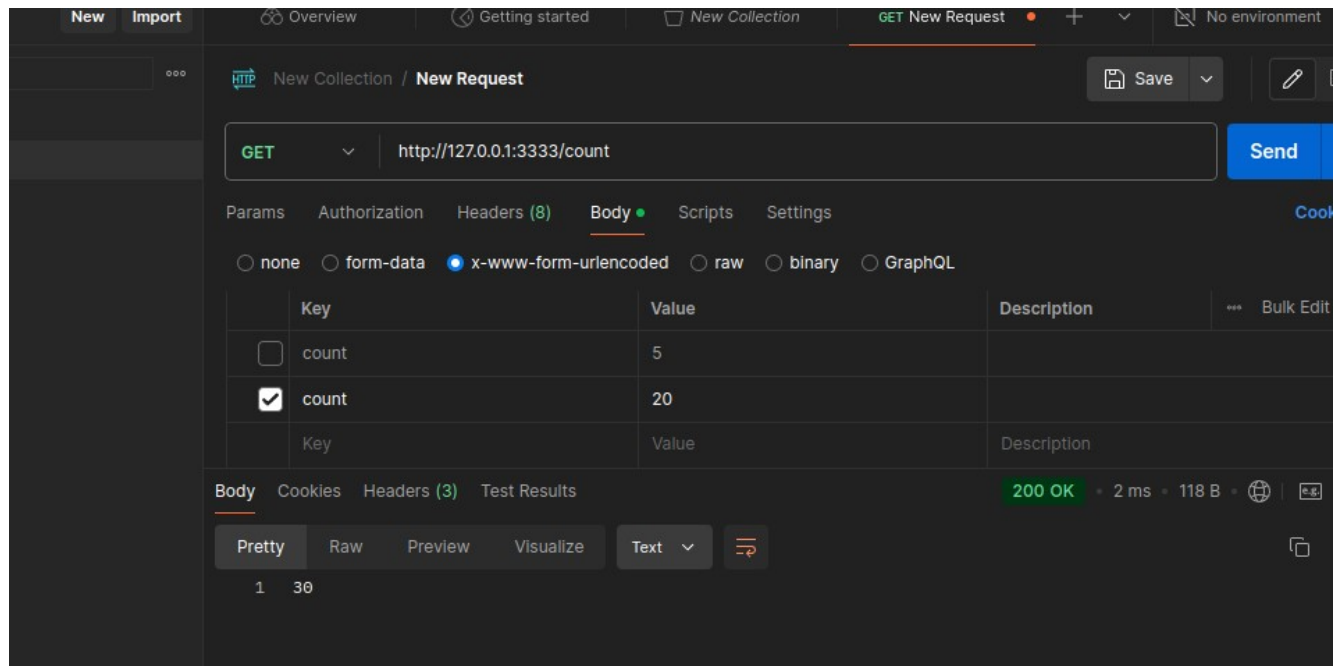 New Import Overview Getting started New Collection GET New Request No environment
New Collection / New Request Save
GET http://127.0.0.1:3333/count Send
Params Authorization Headers (8) Body Scripts Settings Cook
none form-data x-www-form-urlencoded raw binary GraphQL
Key Value Description Bulk Edit
count 5
count 20
Key Value Description
Body Cookies Headers (3) Test Results 200 OK 2 ms 118 B e.g.
Pretty Raw Preview Visualize Text
1 30